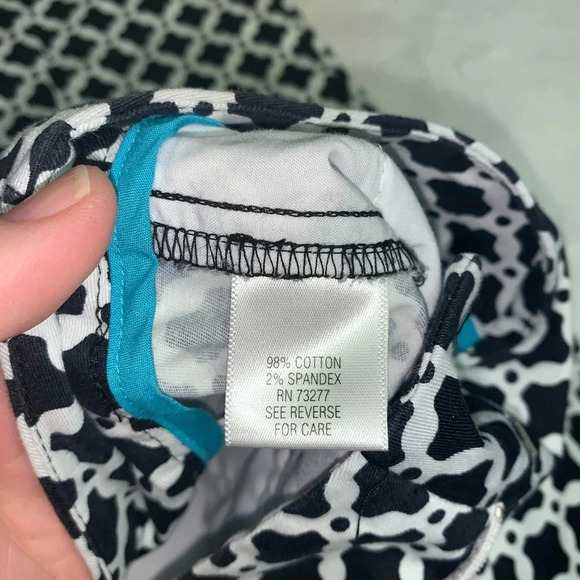 98% COTTON
2% SPANDEX
RN 73277
SEE REVERSE
FOR CARE